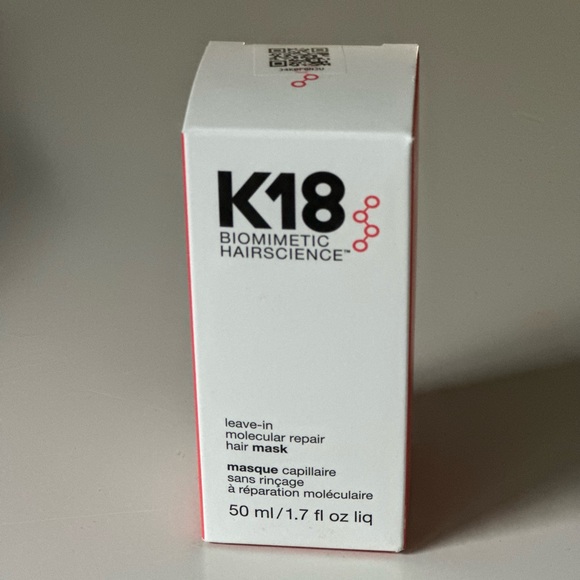 K18
BIOMIMETIC
HAIRSCIENCE™
leave-in
molecular repair
hair mask
masque capillaire
sans rinçage
à réparation moléculaire
50 ml/1.7 fl oz liq